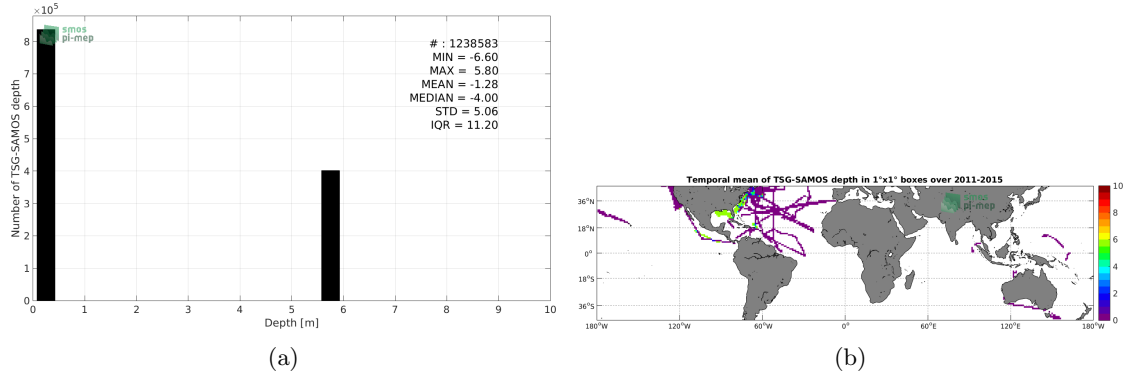 ×10⁵
smos
pi-mep
# : 1238583
MIN = -6.60
MAX = 5.80
MEAN = -1.28
MEDIAN = -4.00
STD = 5.06
IQR = 11.20
Number of TSG-SAMOS depth
8
7
6
5
4
3
2
1
0
0 1 2 3 4 5 6 7 8 9 10
Depth [m]
(a)
Temporal mean of TSG-SAMOS depth in 1°x1° boxes over 2011-2015
smos
pi-mep
36°N
18°N
0°
18°S
36°S
180°W 120°W 60°W 0° 60°E 120°E 180°W
10
8
6
4
2
0
(b)